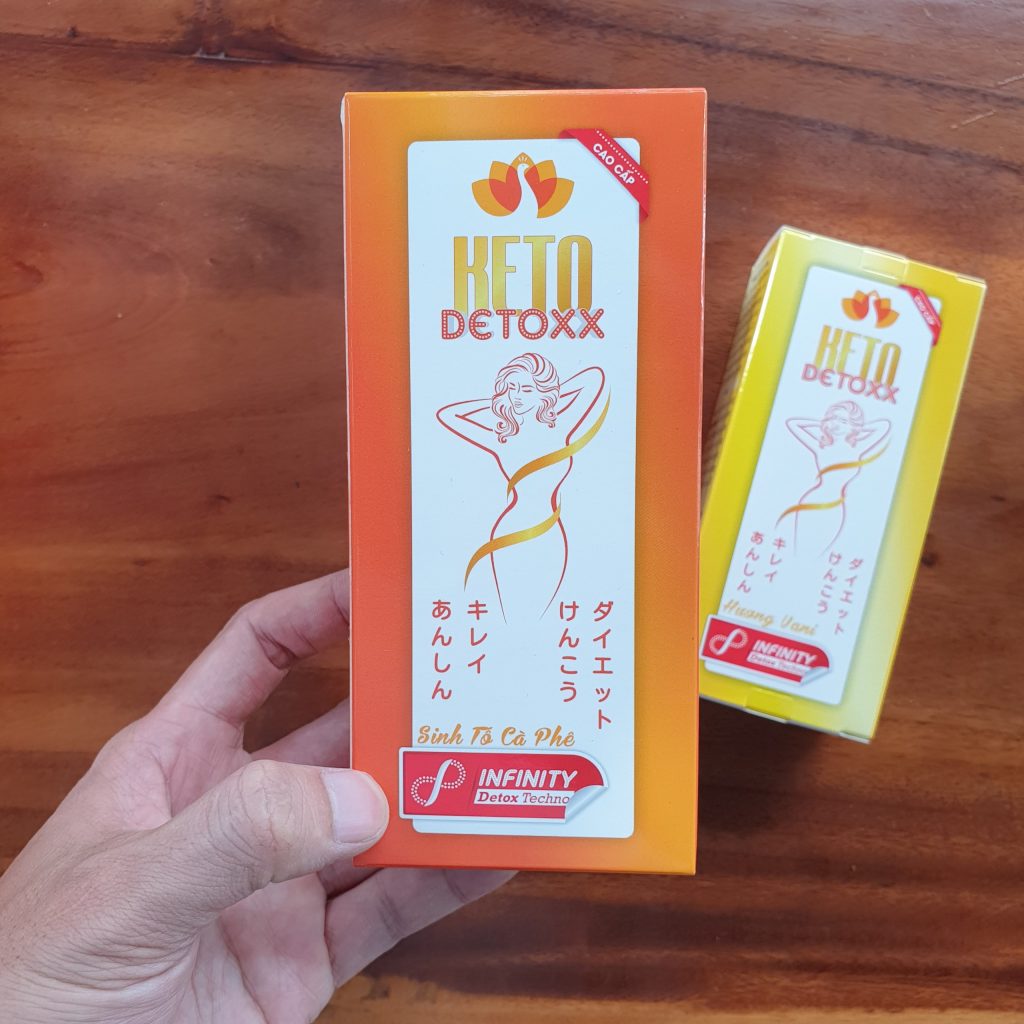 CAO CẤP
KETO
DETOXX
ダイエット
けんこう
キレイ
あんしん
Sinh Tố Cà Phê
INFINITY
Detox Techno
CAO CẤP
KETO
DETOXX
ダイエット
けんこう
キレイ
あんしん
Hương Vani
INFINITY
Detox Techno